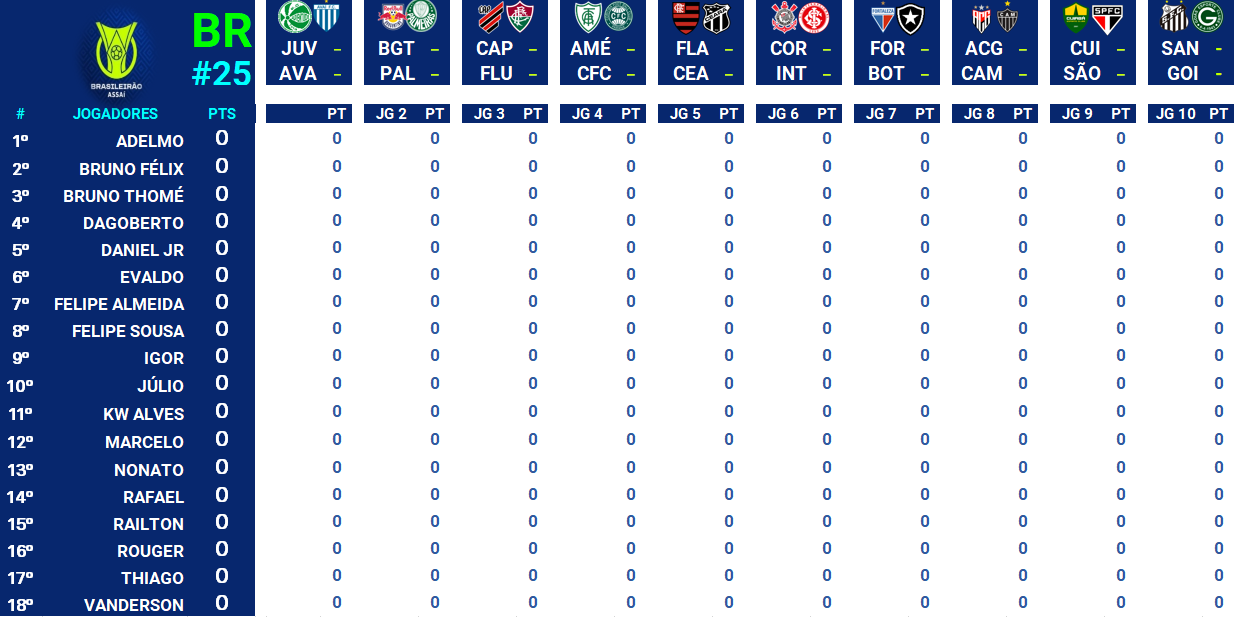 BR JUV – BGT – CAP – AMÉ – FLA – COR – FOR – ACG – CUI – SAN -
#25 AVA – PAL – FLU – CFC – CEA – INT – BOT – CAM – SÃO – GOI -
BRASILEIRÃO
ASSAÍ
# JOGADORES PTS PT JG 2 PT JG 3 PT JG 4 PT JG 5 PT JG 6 PT JG 7 PT JG 8 PT JG 9 PT JG 10 PT
1º ADELMO 0 0 0 0 0 0 0 0 0 0 0
2º BRUNO FÉLIX 0 0 0 0 0 0 0 0 0 0 0
3º BRUNO THOMÉ 0 0 0 0 0 0 0 0 0 0 0
4º DAGOBERTO 0 0 0 0 0 0 0 0 0 0 0
5º DANIEL JR 0 0 0 0 0 0 0 0 0 0 0
6º EVALDO 0 0 0 0 0 0 0 0 0 0 0
7º FELIPE ALMEIDA 0 0 0 0 0 0 0 0 0 0 0
8º FELIPE SOUSA 0 0 0 0 0 0 0 0 0 0 0
9º IGOR 0 0 0 0 0 0 0 0 0 0 0
10º JÚLIO 0 0 0 0 0 0 0 0 0 0 0
11º KW ALVES 0 0 0 0 0 0 0 0 0 0 0
12º MARCELO 0 0 0 0 0 0 0 0 0 0 0
13º NONATO 0 0 0 0 0 0 0 0 0 0 0
14º RAFAEL 0 0 0 0 0 0 0 0 0 0 0
15º RAILTON 0 0 0 0 0 0 0 0 0 0 0
16º ROUGER 0 0 0 0 0 0 0 0 0 0 0
17º THIAGO 0 0 0 0 0 0 0 0 0 0 0
18º VANDERSON 0 0 0 0 0 0 0 0 0 0 0